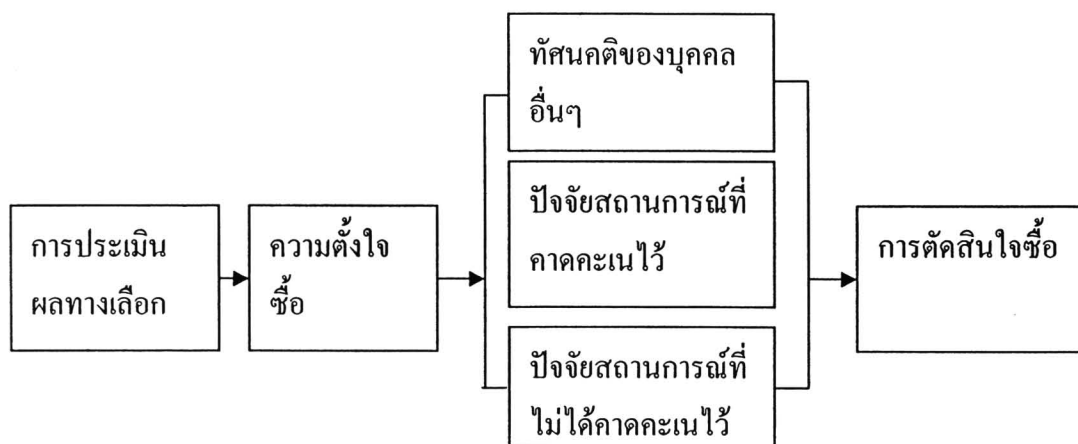 การประเมิน
ผลทางเลือก
ความตั้งใจ
ซื้อ
ทัศนคติของบุคคล
อื่นๆ
ปัจจัยสถานการณ์ที่
คาดคะเนไว้
ปัจจัยสถานการณ์ที่
ไม่ได้คาดคะเนไว้
การตัดสินใจซื้อ